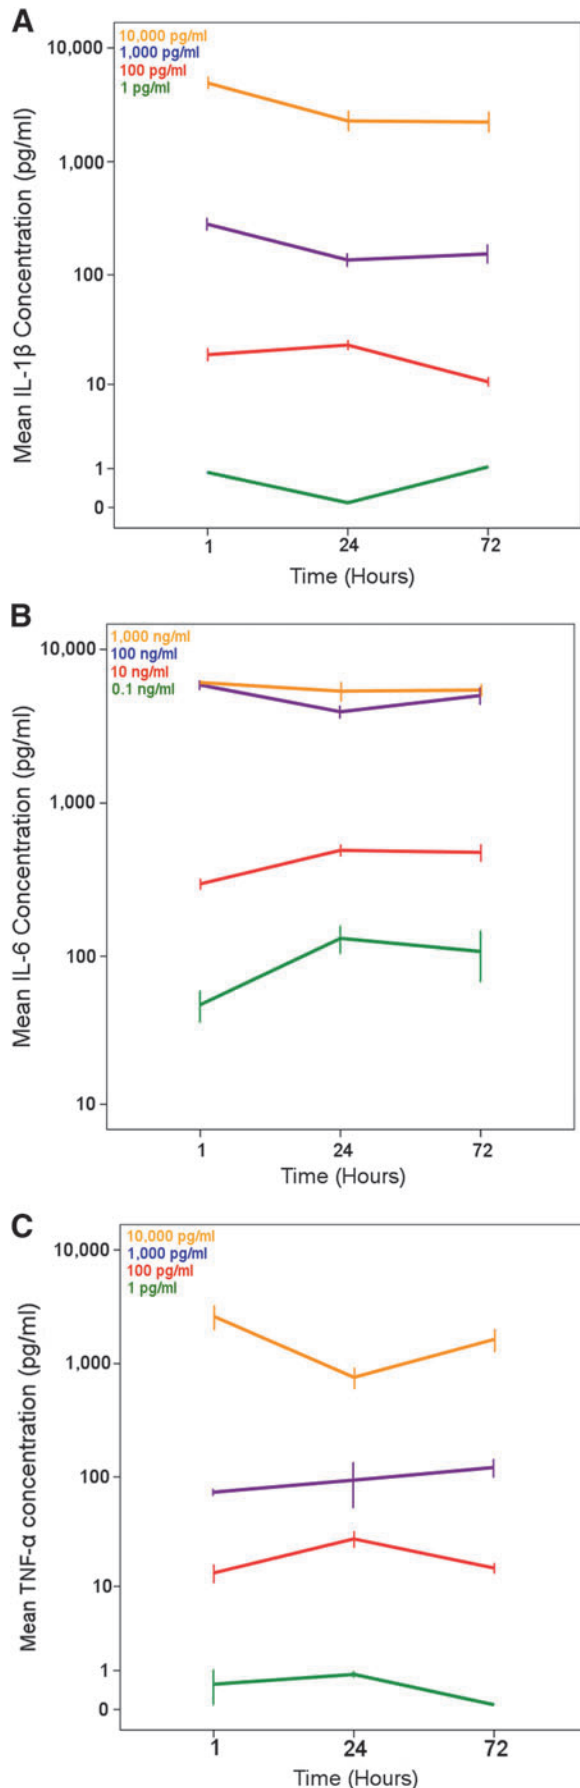 A
10,000 pg/ml
1,000 pg/ml
100 pg/ml
1 pg/ml
10,000
1,000
100
10
1
0
Mean IL-1β Concentration (pg/ml)
1 24 72
Time (Hours)
B
1,000 ng/ml
100 ng/ml
10 ng/ml
0.1 ng/ml
10,000
1,000
100
10
Mean IL-6 Concentration (pg/ml)
1 24 72
Time (Hours)
C
10,000 pg/ml
1,000 pg/ml
100 pg/ml
1 pg/ml
10,000
1,000
100
10
1
0
Mean TNF-α concentration (pg/ml)
1 24 72
Time (Hours)